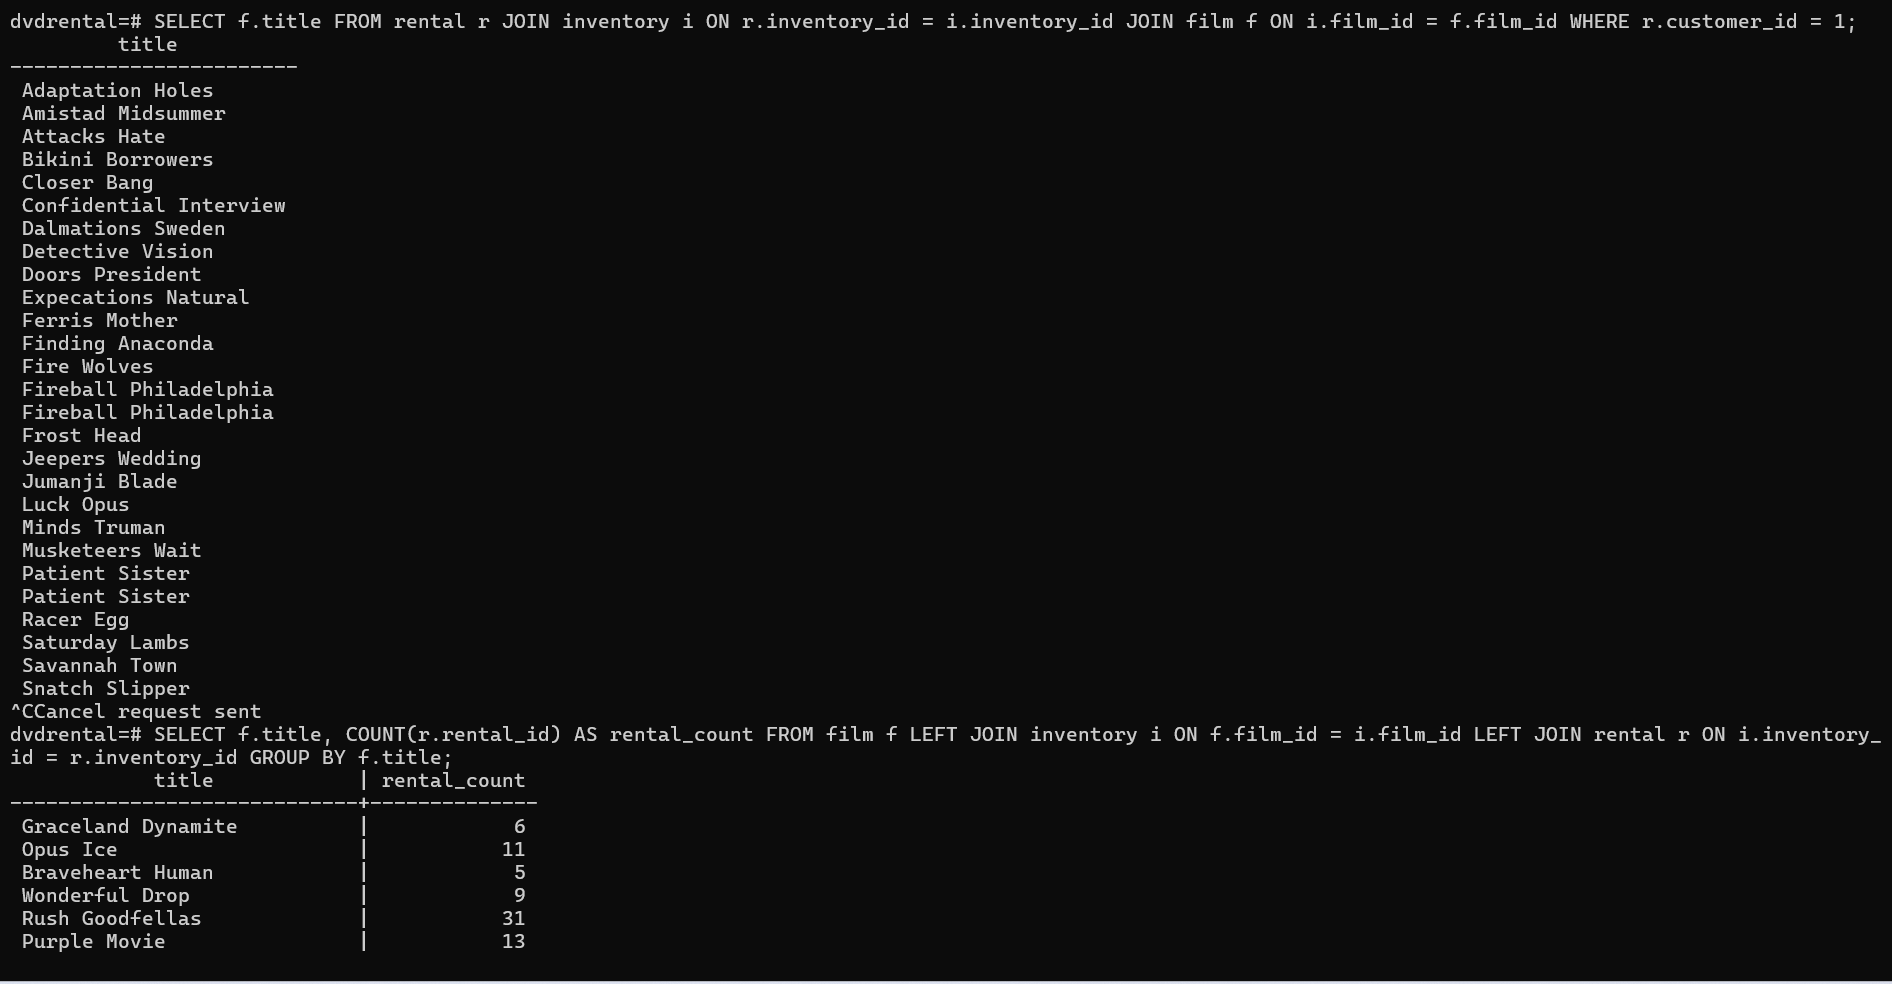 dvdrental=# SELECT f.title FROM rental r JOIN inventory i ON r.inventory_id = i.inventory_id JOIN film f ON i.film_id = f.film_id WHERE r.customer_id = 1;
         title
------------------------
 Adaptation Holes
 Amistad Midsummer
 Attacks Hate
 Bikini Borrowers
 Closer Bang
 Confidential Interview
 Dalmations Sweden
 Detective Vision
 Doors President
 Expecations Natural
 Ferris Mother
 Finding Anaconda
 Fire Wolves
 Fireball Philadelphia
 Fireball Philadelphia
 Frost Head
 Jeepers Wedding
 Jumanji Blade
 Luck Opus
 Minds Truman
 Musketeers Wait
 Patient Sister
 Patient Sister
 Racer Egg
 Saturday Lambs
 Savannah Town
 Snatch Slipper
^CCancel request sent
dvdrental=# SELECT f.title, COUNT(r.rental_id) AS rental_count FROM film f LEFT JOIN inventory i ON f.film_id = i.film_id LEFT JOIN rental r ON i.inventory_
id = r.inventory_id GROUP BY f.title;
            title            | rental_count
-----------------------------+--------------
 Graceland Dynamite          |            6
 Opus Ice                    |           11
 Braveheart Human            |            5
 Wonderful Drop              |            9
 Rush Goodfellas             |           31
 Purple Movie                |           13